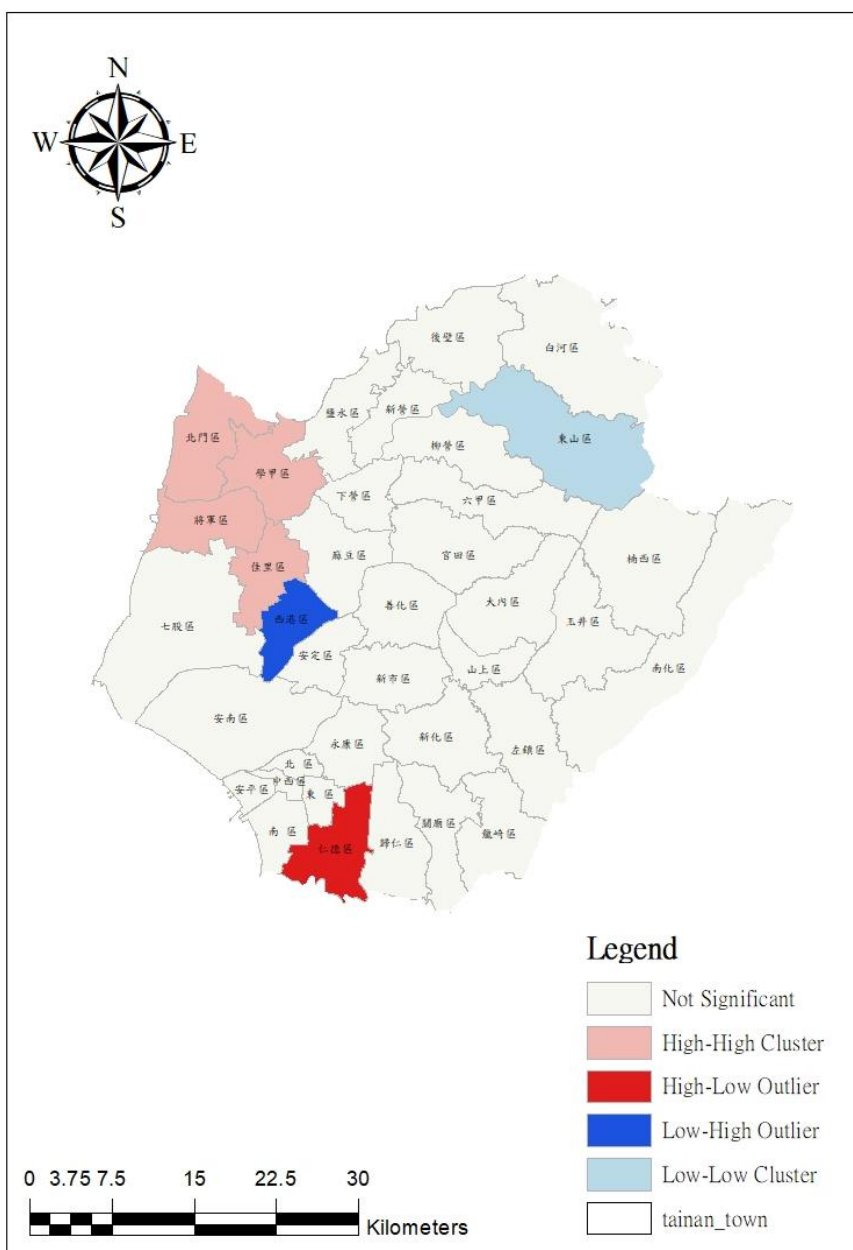 N
W E
S
後壁區
白河區
鹽水區
新營區
北門區
東山區
柳營區
學甲區
下營區
六甲區
將軍區
麻豆區
官田區
楠西區
佳里區
善化區
大內區
西港區
玉井區
七股區
安定區
南化區
新市區
山上區
安南區
永康區
新化區
左鎮區
北 區
中西區
安平區
東 區
南 區
關廟區
龍崎區
仁德區
歸仁區
Legend
Not Significant
High-High Cluster
High-Low Outlier
Low-High Outlier
Low-Low Cluster
tainan_town
0 3.75 7.5 15 22.5 30
Kilometers